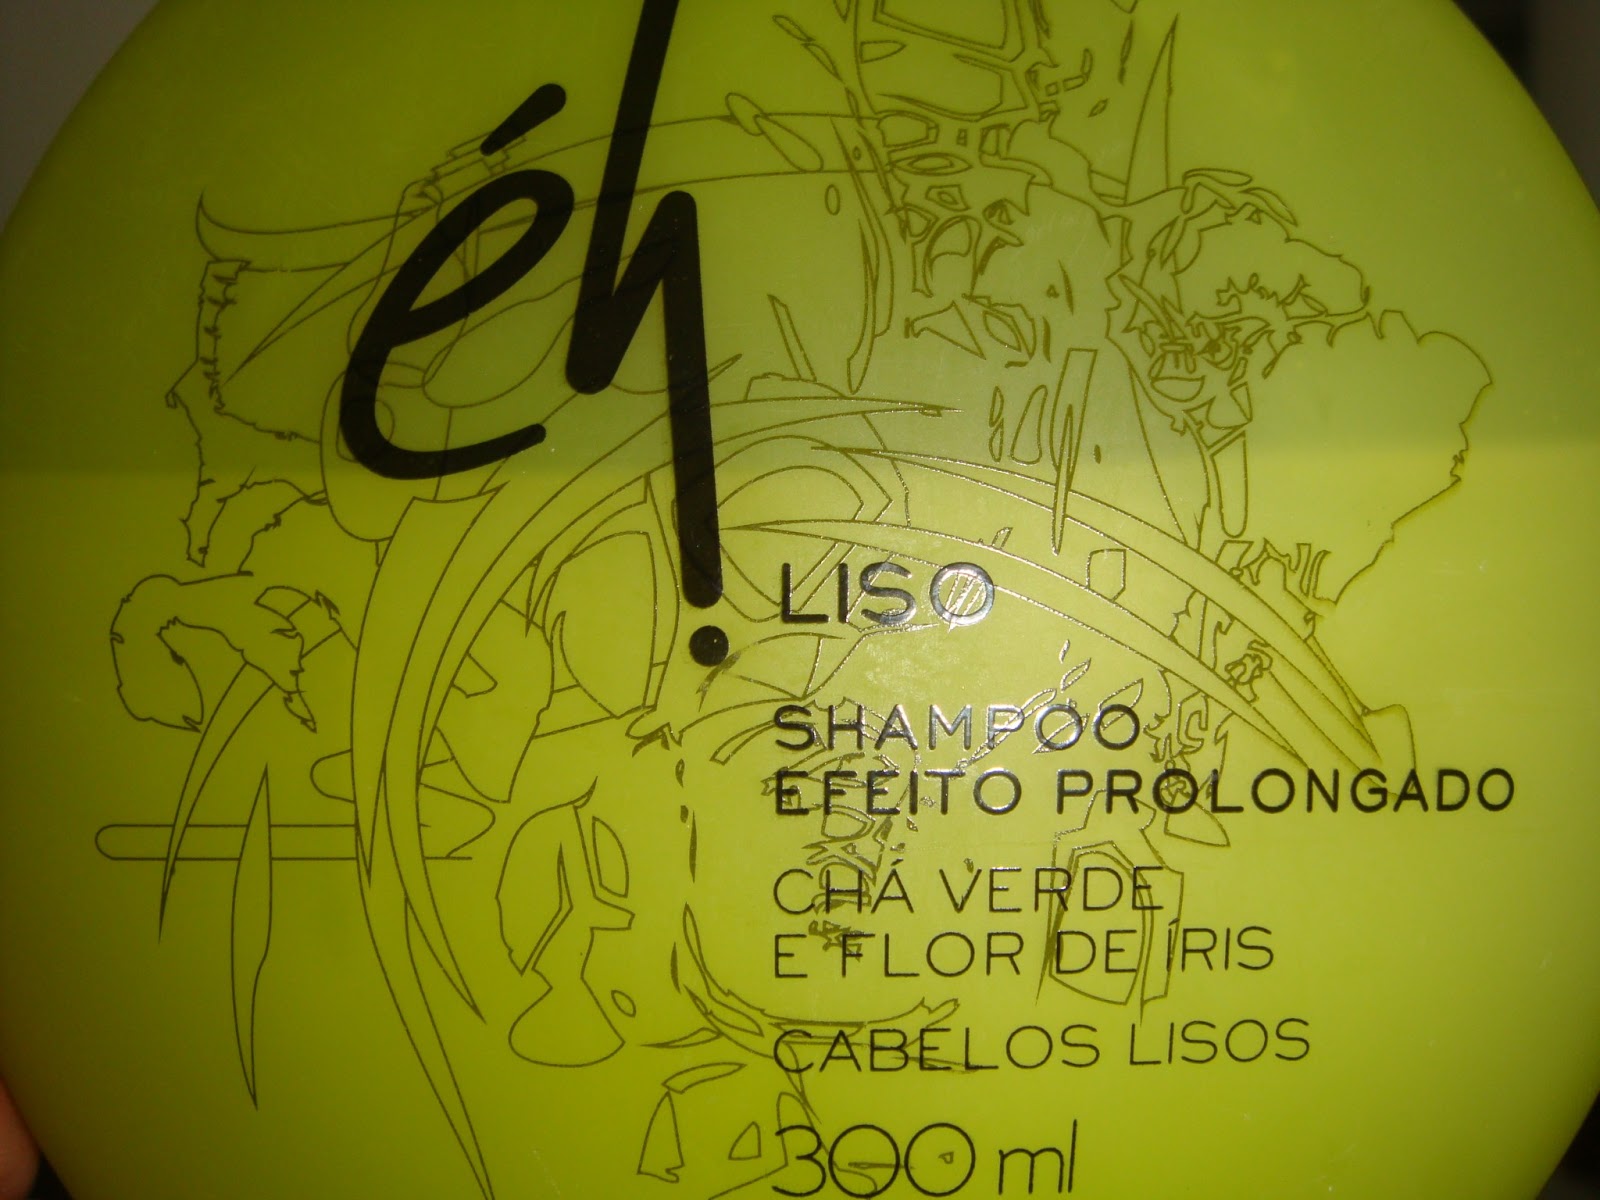 éh!
LISO
SHAMPOO
EFEITO PROLONGADO
CHÁ VERDE
E FLOR DE ÍRIS
CABELOS LISOS
300 ml